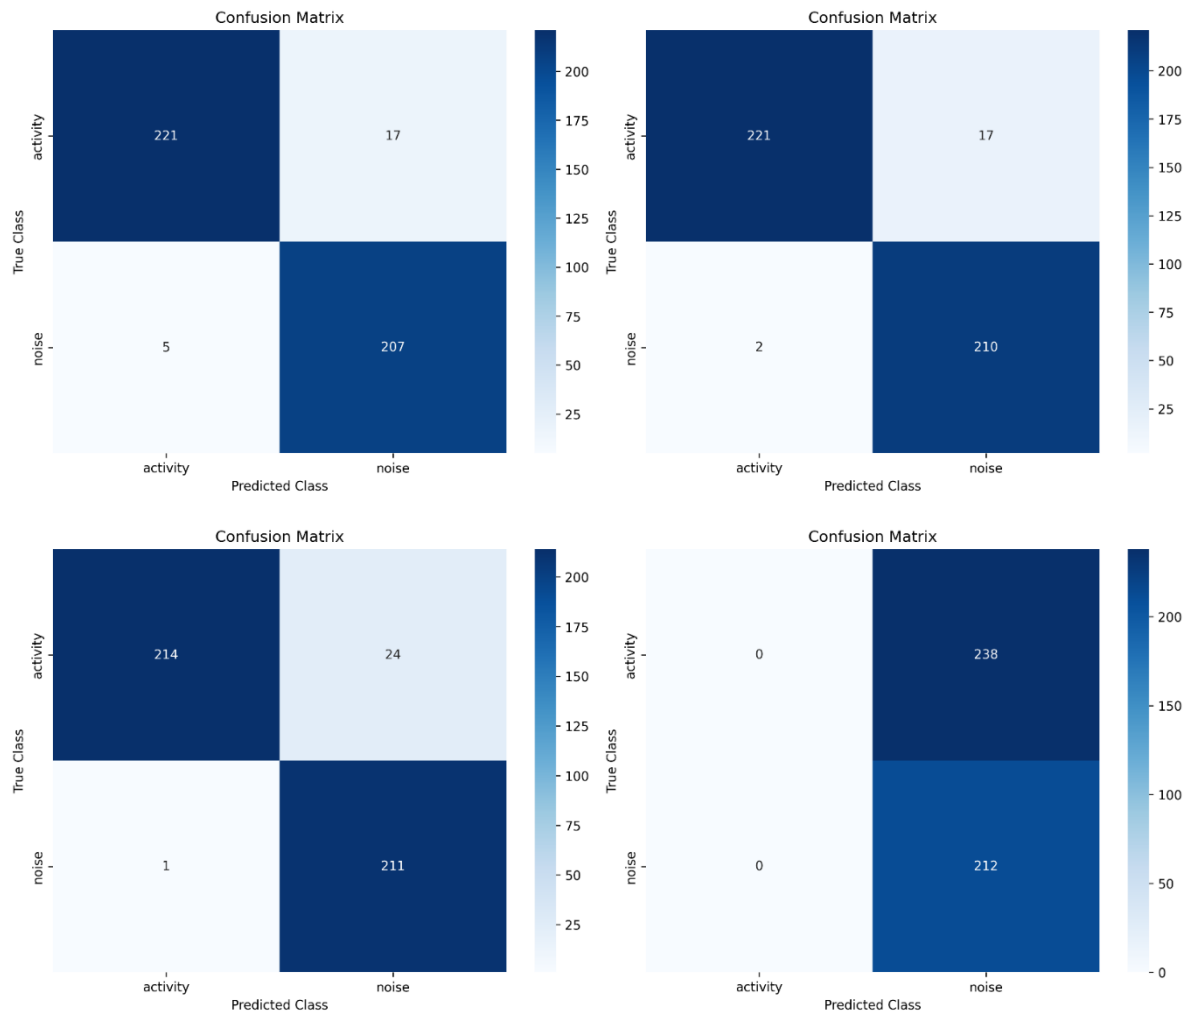 Confusion Matrix
activity
noise
True Class
221
17
5
207
activity
noise
Predicted Class
200
175
150
125
100
75
50
25
Confusion Matrix
activity
noise
True Class
221
17
2
210
activity
noise
Predicted Class
200
175
150
125
100
75
50
25
Confusion Matrix
activity
noise
True Class
214
24
1
211
activity
noise
Predicted Class
200
175
150
125
100
75
50
25
Confusion Matrix
activity
noise
True Class
0
238
0
212
activity
noise
Predicted Class
200
150
100
50
0